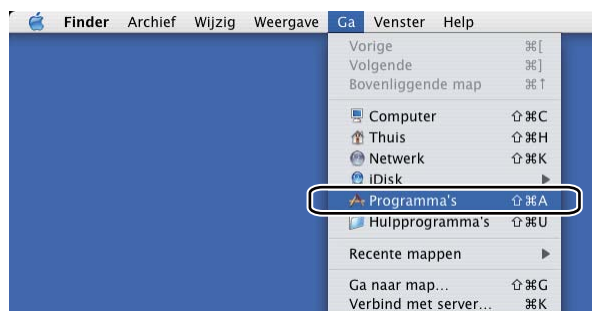 Finder Archief Wijzig Weergave Ga Venster Help
Vorige ⌘[
Volgende ⌘]
Bovenliggende map ⌘↑
Computer ⇧⌘C
Thuis ⇧⌘H
Netwerk ⇧⌘K
iDisk ▶
Programma's ⇧⌘A
Hulpprogramma's ⇧⌘U
Recente mappen ▶
Ga naar map... ⇧⌘G
Verbind met server... ⌘K